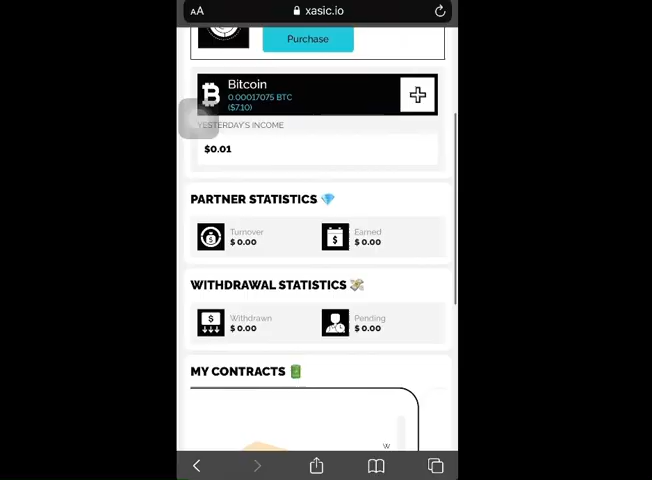 AA xasic.io
Purchase
Bitcoin
0.00017075 BTC
($7.10)
YESTERDAY'S INCOME
$0.01
PARTNER STATISTICS 💎
Turnover
$ 0.00
Earned
$ 0.00
WITHDRAWAL STATISTICS 💸
Withdrawn
$ 0.00
Pending
$ 0.00
MY CONTRACTS 🔋
W